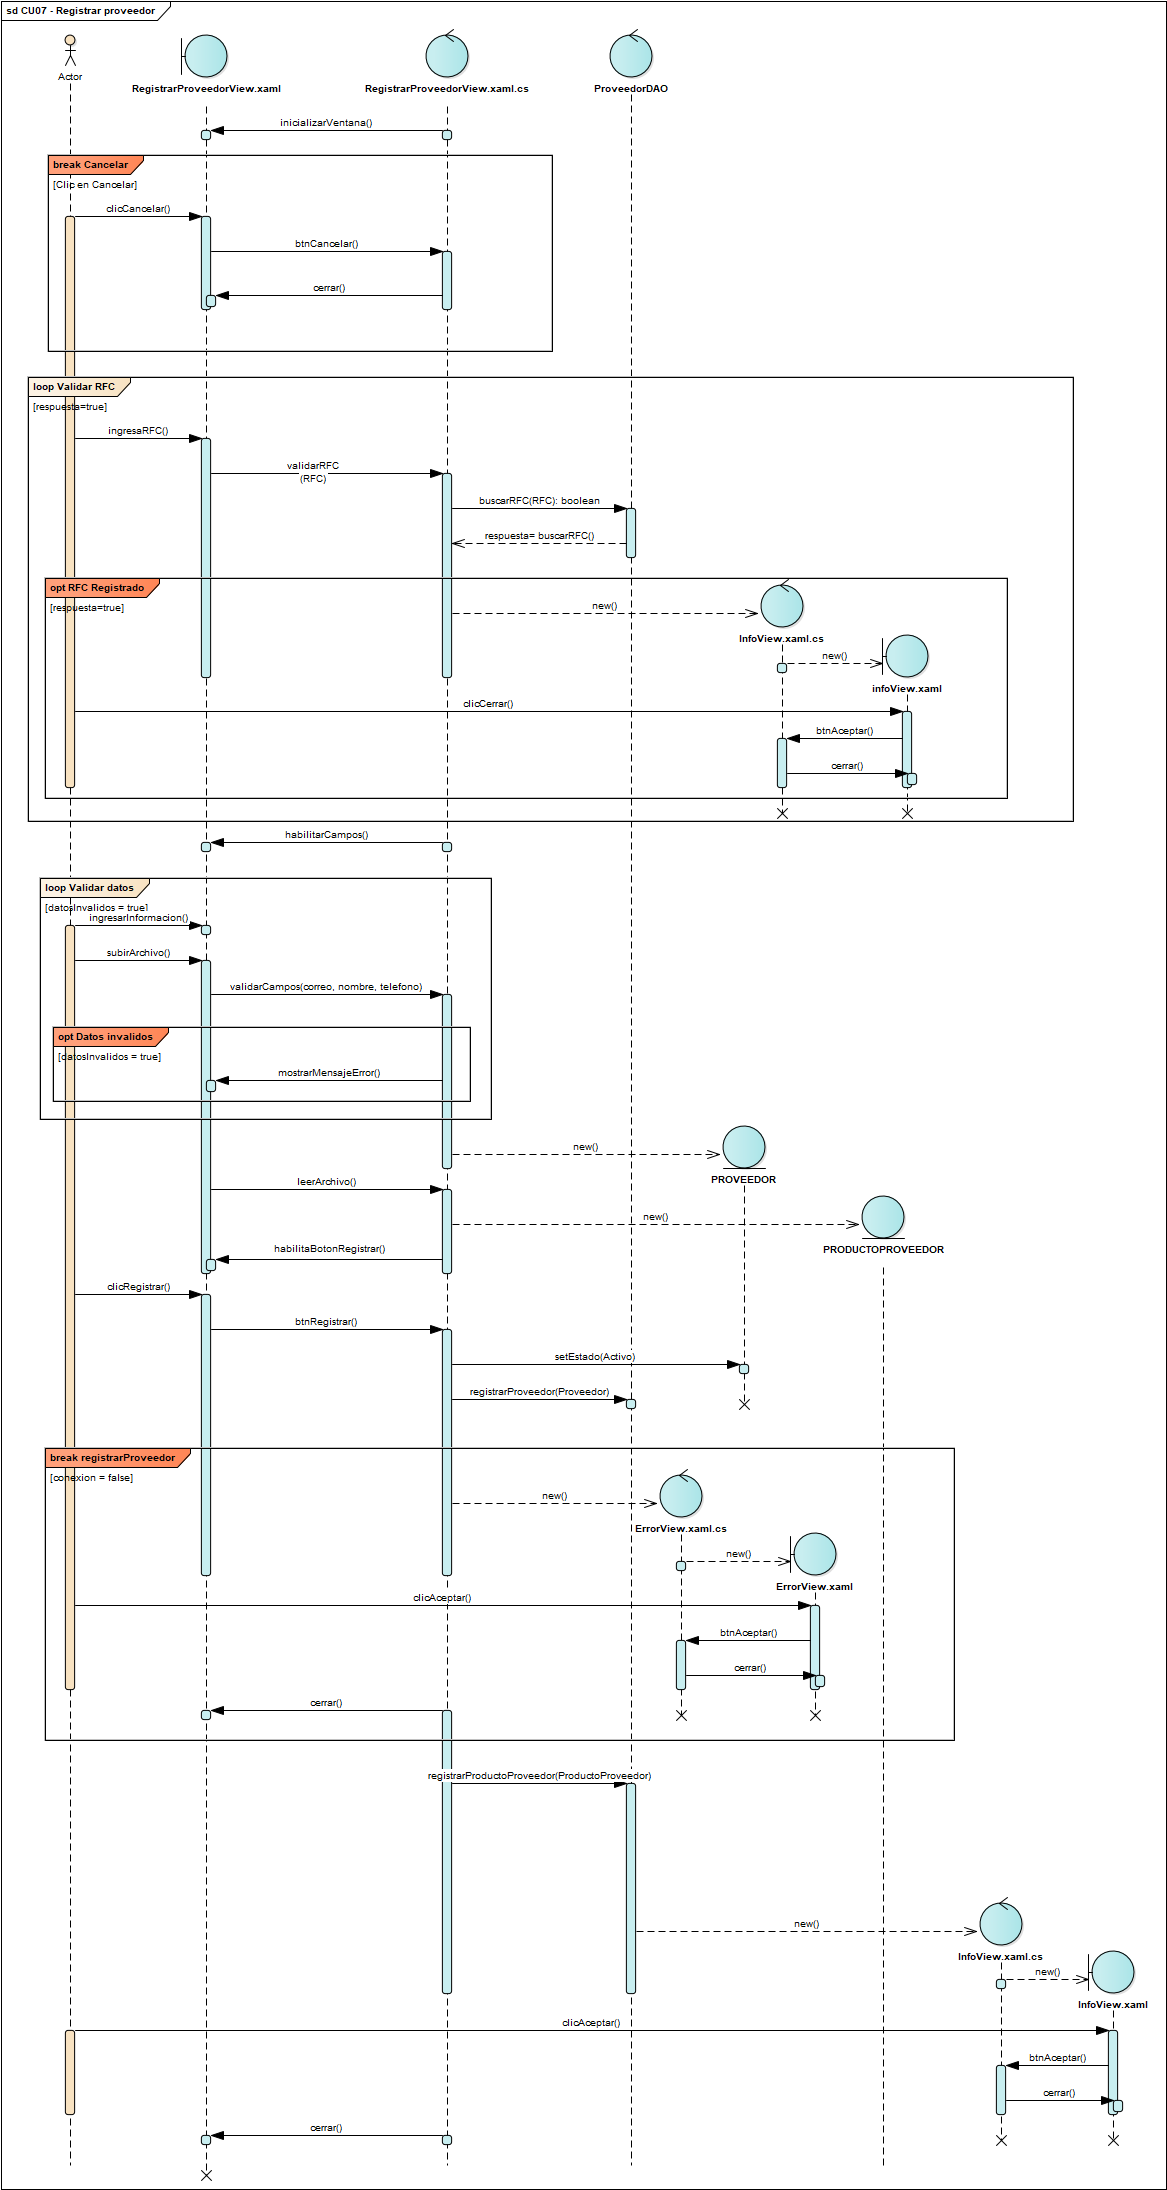 sd CU07 - Registrar proveedor
Actor
RegistrarProveedorView.xaml
RegistrarProveedorView.xaml.cs
ProveedorDAO
inicializarVentana()
break Cancelar
[Clic en Cancelar]
clicCancelar()
btnCancelar()
cerrar()
loop Validar RFC
[respuesta=true]
ingresaRFC()
validarRFC
(RFC)
buscarRFC(RFC): boolean
respuesta= buscarRFC()
opt RFC Registrado
[respuesta=true]
new()
InfoView.xaml.cs
new()
infoView.xaml
clicCerrar()
btnAceptar()
cerrar()
habilitarCampos()
loop Validar datos
[datosInvalidos = true]
ingresarInformacion()
subirArchivo()
validarCampos(correo, nombre, telefono)
opt Datos invalidos
[datosInvalidos = true]
mostrarMensajeError()
new()
PROVEEDOR
leerArchivo()
new()
PRODUCTOPROVEEDOR
habilitaBotonRegistrar()
clicRegistrar()
btnRegistrar()
setEstado(Activo)
registrarProveedor(Proveedor)
break registrarProveedor
[conexion = false]
new()
ErrorView.xaml.cs
new()
ErrorView.xaml
clicAceptar()
btnAceptar()
cerrar()
cerrar()
registrarProductoProveedor(ProductoProveedor)
new()
InfoView.xaml.cs
new()
InfoView.xaml
clicAceptar()
btnAceptar()
cerrar()
cerrar()